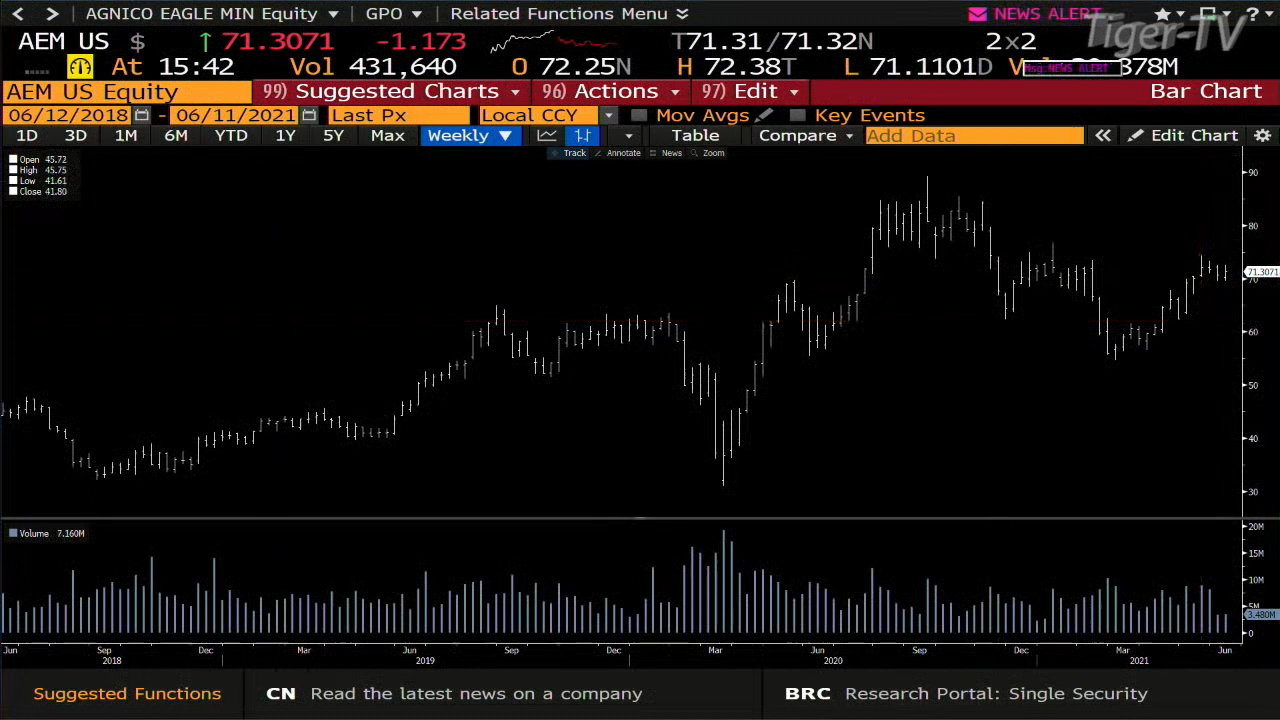 AGNICO EAGLE MIN Equity GPO Related Functions Menu NEWS ALERT ?
Tiger-TV
AEM US $ ↑ 71.3071 -1.173 T71.31/71.32N 2x2
At 15:42 Vol 431,640 O 72.25N H 72.38T L 71.1101D 378M
Msg:NEWS ALERT
AEM US Equity 99) Suggested Charts 96) Actions 97) Edit Bar Chart
06/12/2018 - 06/11/2021 Last Px Local CCY Mov Avgs Key Events
1D 3D 1M 6M YTD 1Y 5Y Max Weekly ▼ Table Compare Add Data « Edit Chart
Track Annotate News Zoom
Open 45.72
High 45.75
Low 41.61
Close 41.80
90
80
71.3071
70
60
50
40
30
Volume 7.160M
20M
15M
10M
5M
3.480M
0
Jun Sep Dec Mar Jun Sep Dec Mar Jun Sep Dec Mar Jun
2018 2019 2020 2021
Suggested Functions CN Read the latest news on a company BRC Research Portal: Single Security